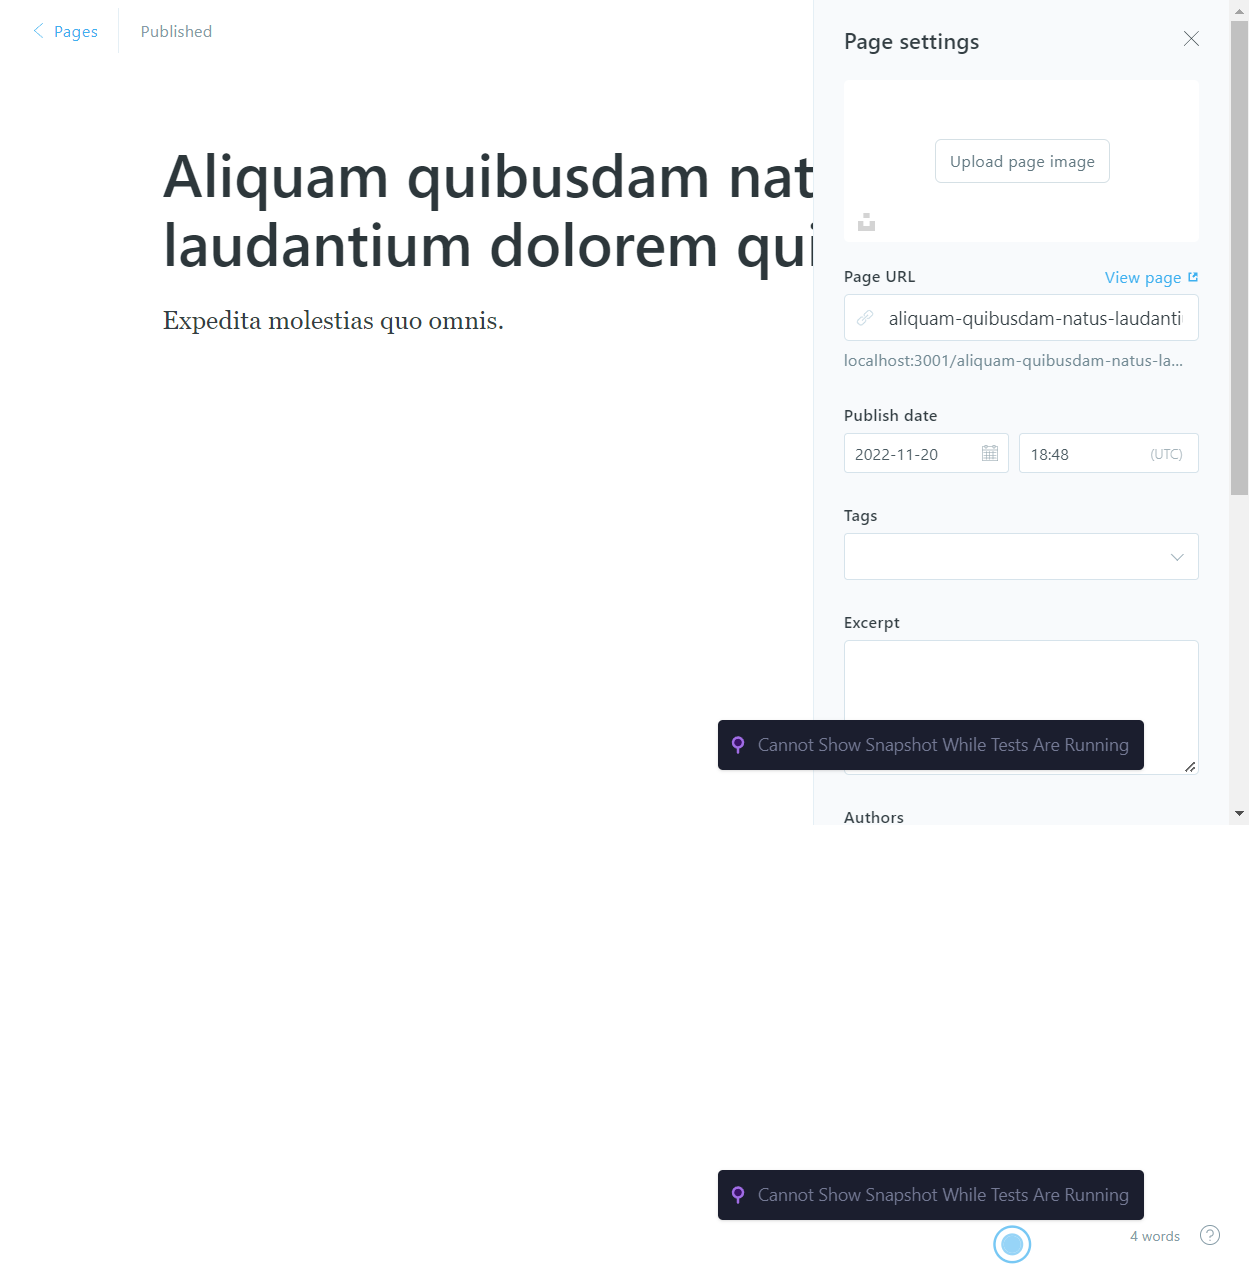 Pages
Published
Page settings
Aliquam quibusdam nat
laudantium dolorem qui
Expedita molestias quo omnis.
Upload page image
Page URL
View page
aliquam-quibusdam-natus-laudanti
localhost:3001/aliquam-quibusdam-natus-la...
Publish date
2022-11-20
18:48
(UTC)
Tags
Excerpt
Cannot Show Snapshot While Tests Are Running
Authors
Cannot Show Snapshot While Tests Are Running
4 words
?